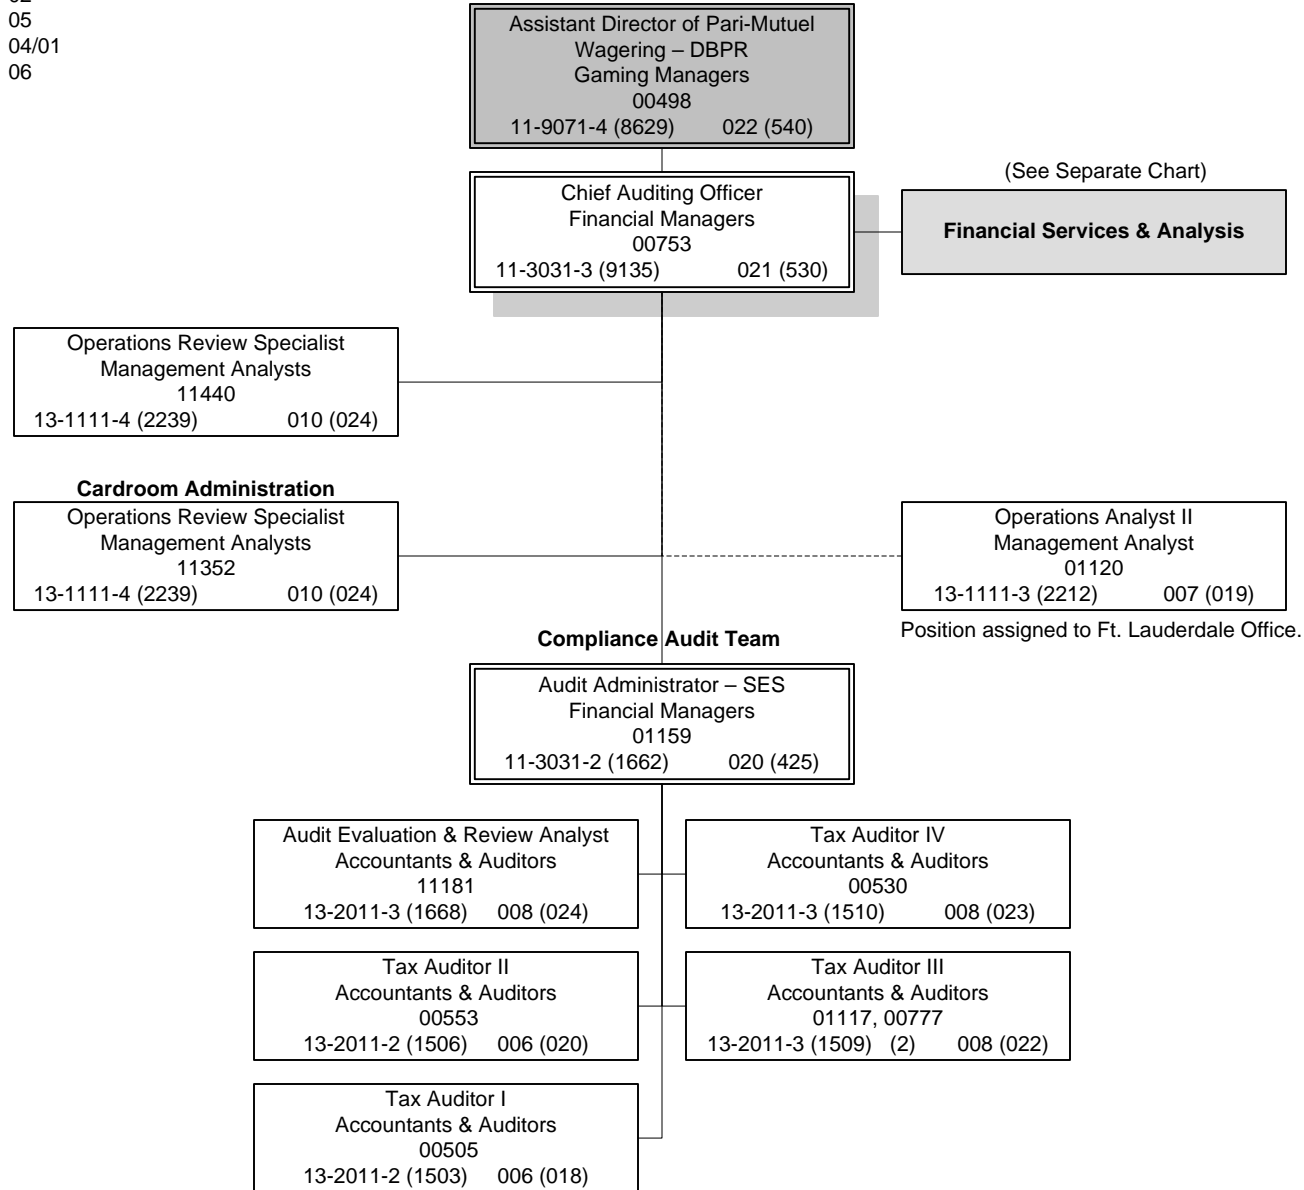 05
04/01
06
Assistant Director of Pari-Mutuel
Wagering – DBPR
Gaming Managers
00498
11-9071-4 (8629) 022 (540)
Chief Auditing Officer
Financial Managers
00753
11-3031-3 (9135) 021 (530)
(See Separate Chart)
Financial Services & Analysis
Operations Review Specialist
Management Analysts
11440
13-1111-4 (2239) 010 (024)
Cardroom Administration
Operations Review Specialist
Management Analysts
11352
13-1111-4 (2239) 010 (024)
Operations Analyst II
Management Analyst
01120
13-1111-3 (2212) 007 (019)
Position assigned to Ft. Lauderdale Office.
Compliance Audit Team
Audit Administrator – SES
Financial Managers
01159
11-3031-2 (1662) 020 (425)
Audit Evaluation & Review Analyst
Accountants & Auditors
11181
13-2011-3 (1668) 008 (024)
Tax Auditor IV
Accountants & Auditors
00530
13-2011-3 (1510) 008 (023)
Tax Auditor II
Accountants & Auditors
00553
13-2011-2 (1506) 006 (020)
Tax Auditor III
Accountants & Auditors
01117, 00777
13-2011-3 (1509) (2) 008 (022)
Tax Auditor I
Accountants & Auditors
00505
13-2011-2 (1503) 006 (018)